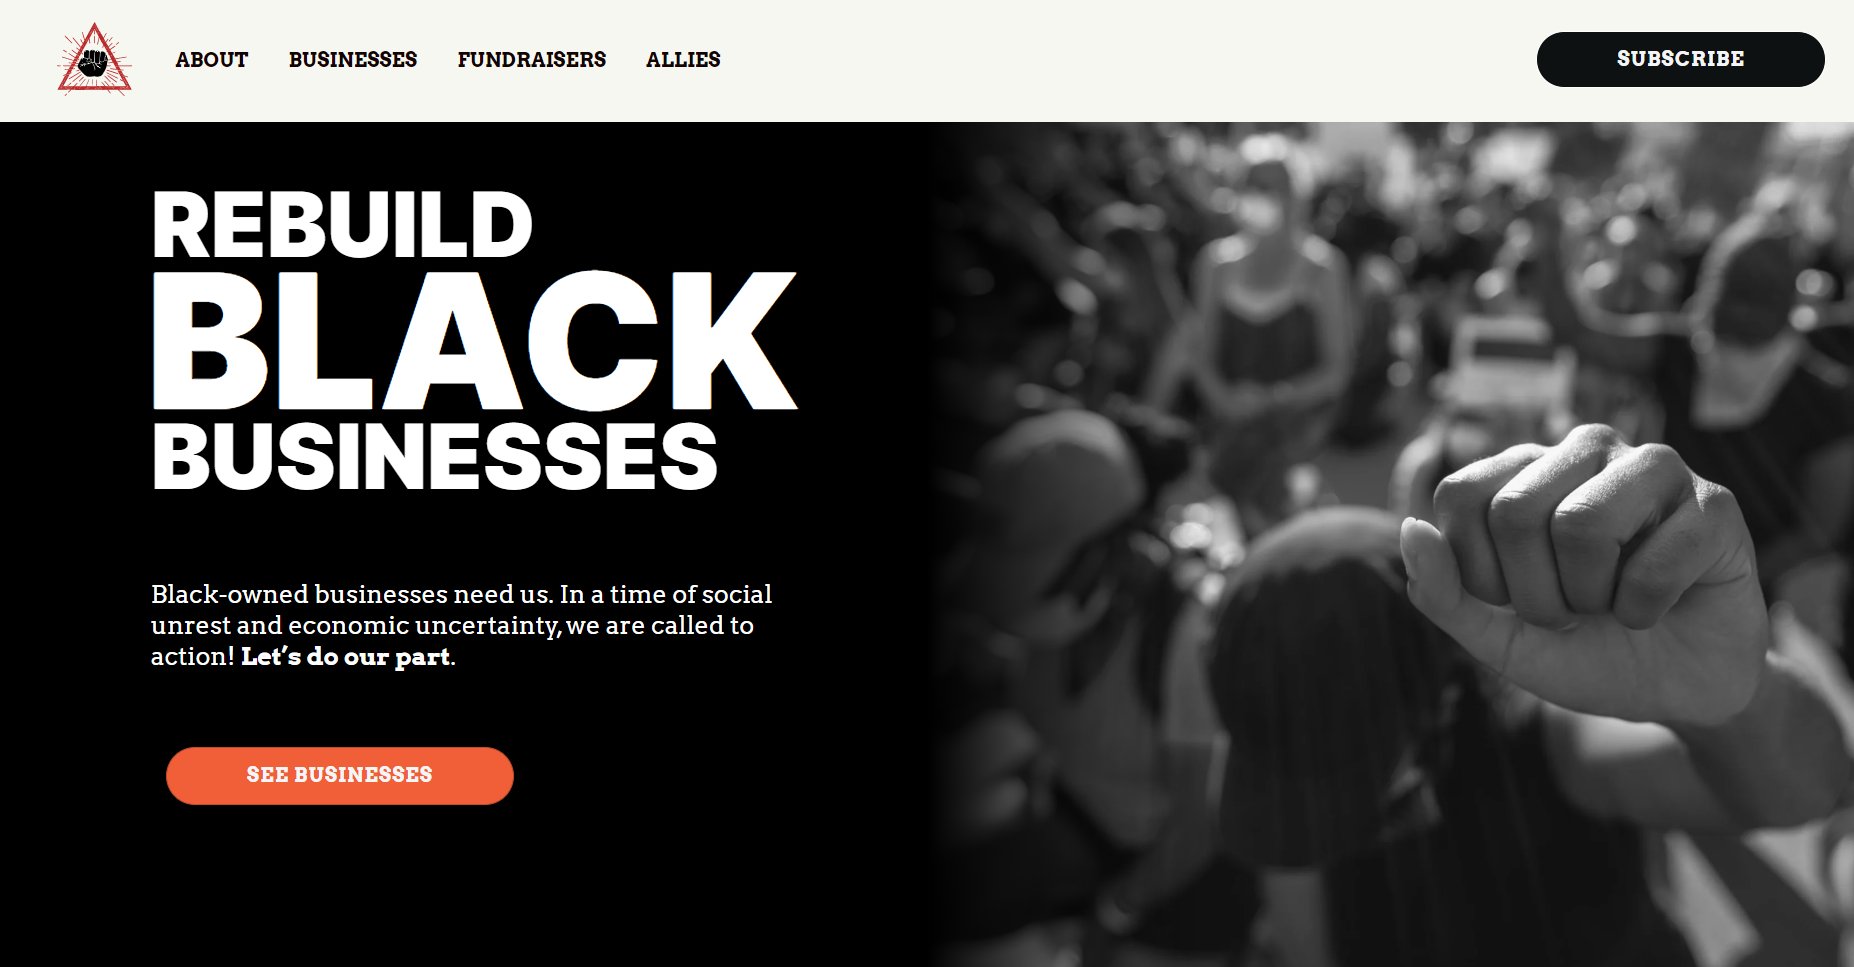 ABOUT BUSINESSES FUNDRAISERS ALLIES SUBSCRIBE
REBUILD
BLACK
BUSINESSES
Black-owned businesses need us. In a time of social
unrest and economic uncertainty, we are called to
action! Let’s do our part.
SEE BUSINESSES